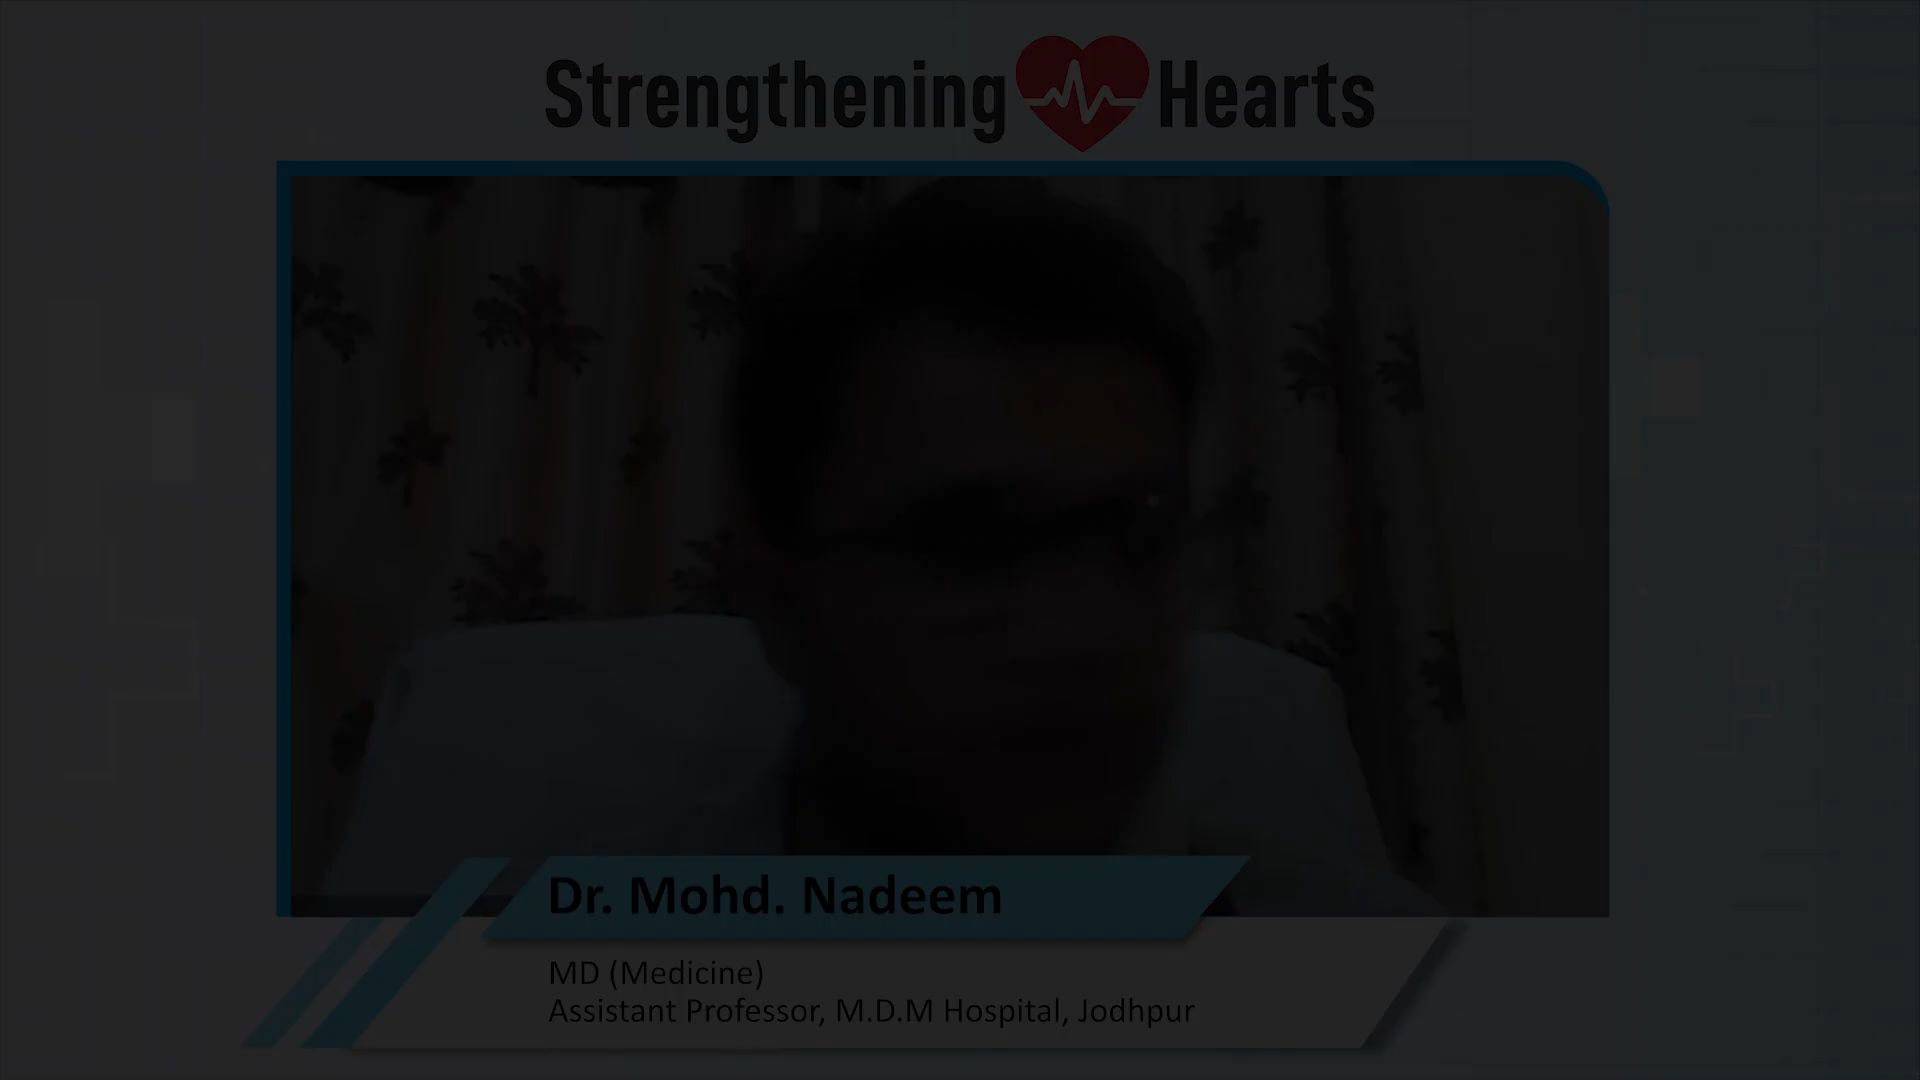 Strengthening Hearts
Dr. Mohd. Nadeem
MD (Medicine)
Assistant Professor, M.D.M Hospital, Jodhpur